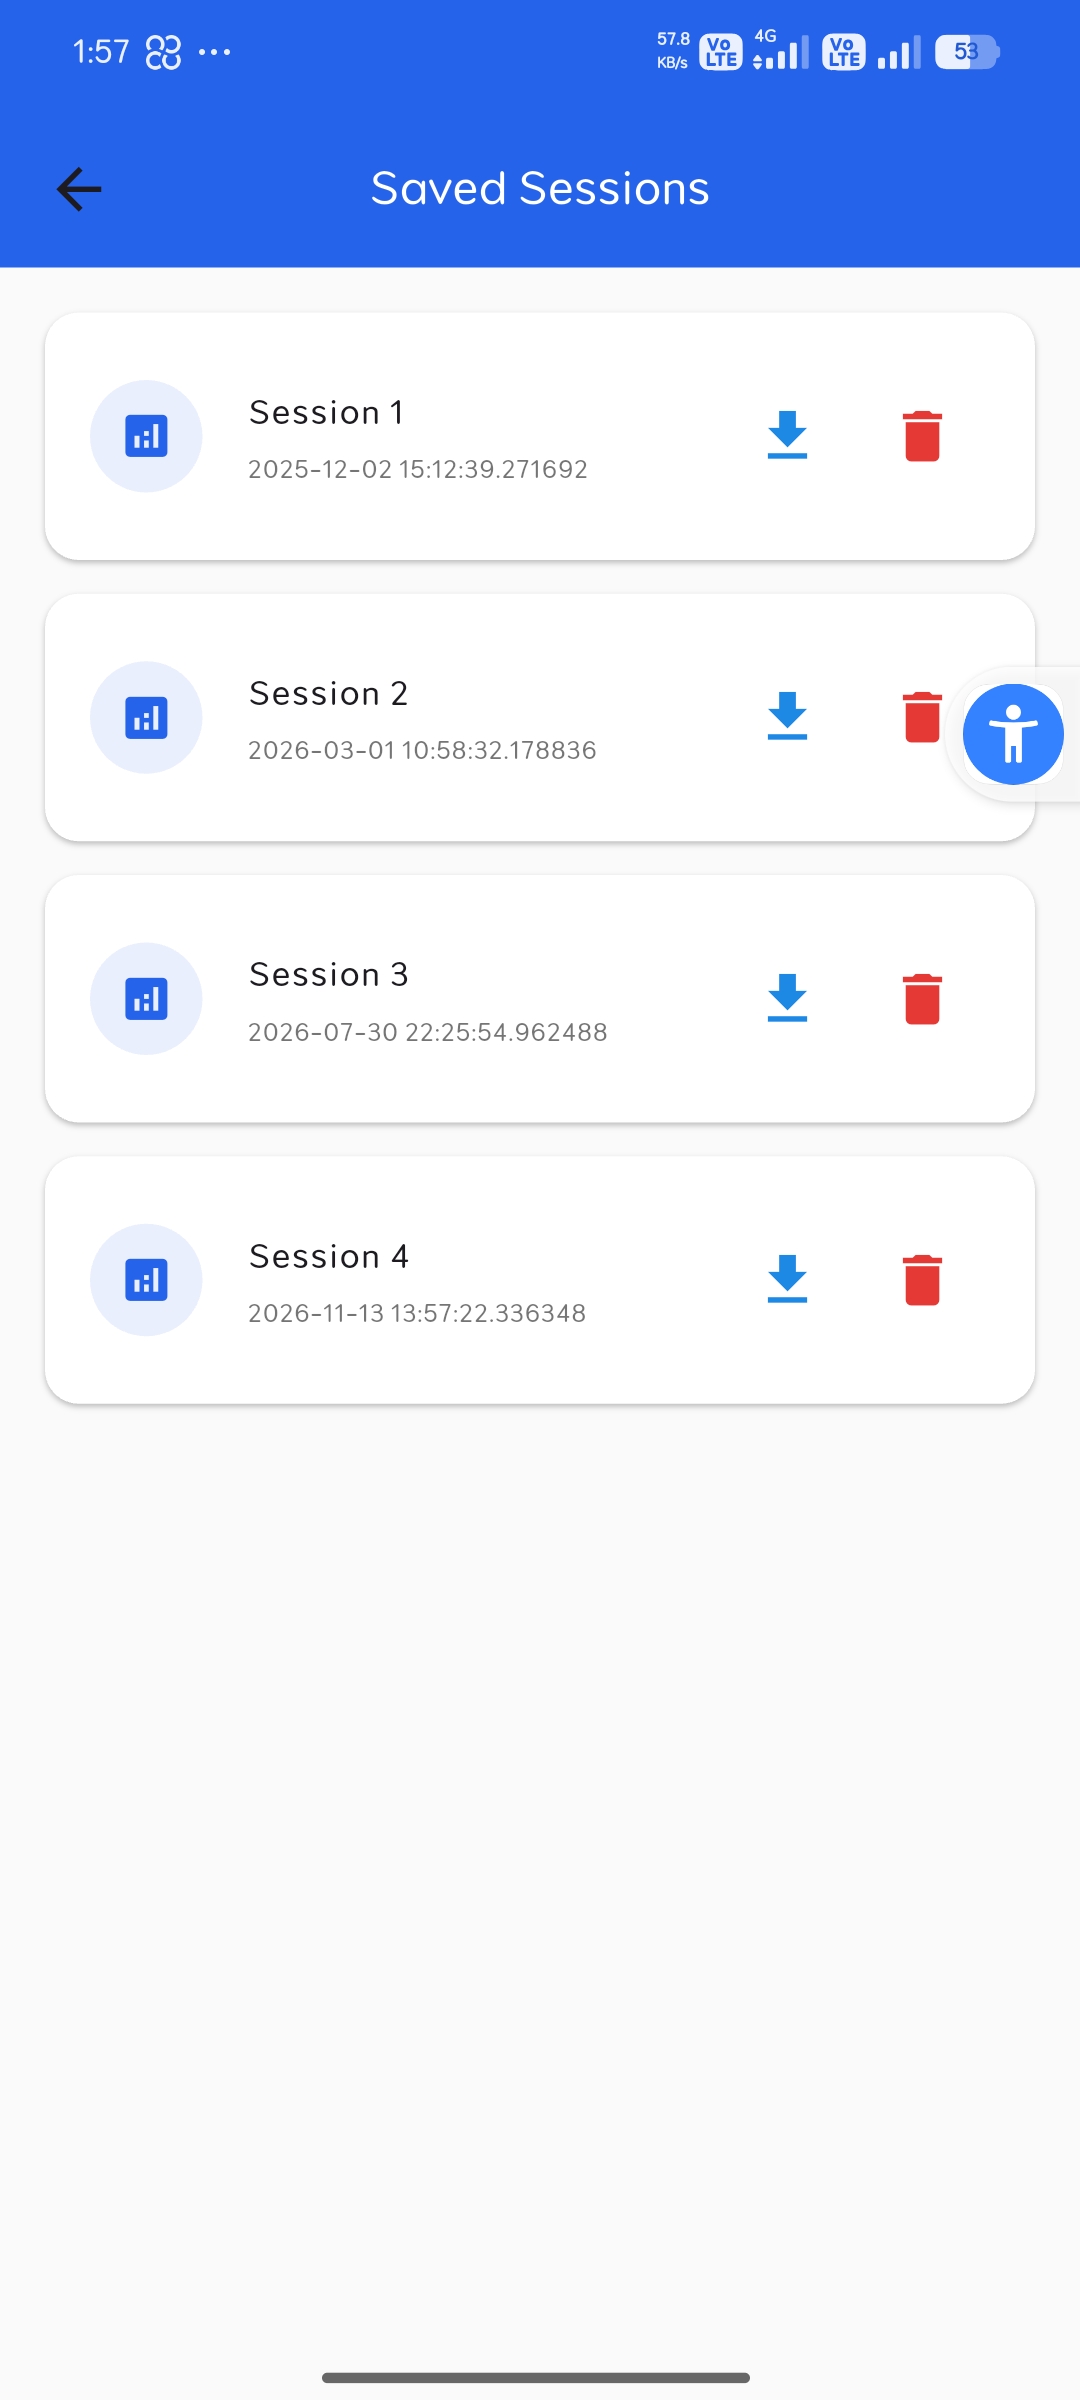 1:57 ... 57.8 KB/s Vo LTE 4G Vo LTE 53
Saved Sessions
Session 1
2025-12-02 15:12:39.271692
Session 2
2026-03-01 10:58:32.178836
Session 3
2026-07-30 22:25:54.962488
Session 4
2026-11-13 13:57:22.336348